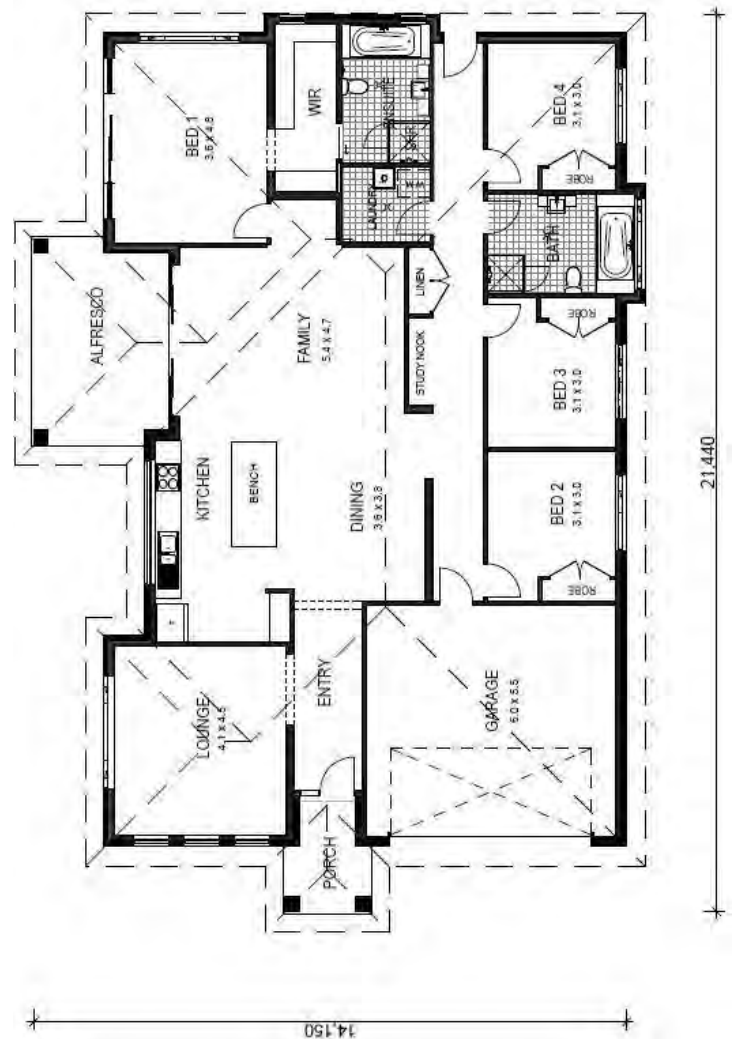 BED 1
3.6 X 4.8
WIR
ENSUITE
SHR
BED 4
3.1 X 3.0
ROBE
LAUNDRY
W.M.
BATH
ALFRESCO
FAMILY
5.4 X 4.7
LINEN
STUDY NOOK
ROBE
BED 3
3.1 X 3.0
KITCHEN
BENCH
DINING
3.6 X 3.8
BED 2
3.1 X 3.0
ROBE
LOUNGE
4.1 X 4.5
ENTRY
GARAGE
6.0 X 5.5
PORCH
21,440
14,150